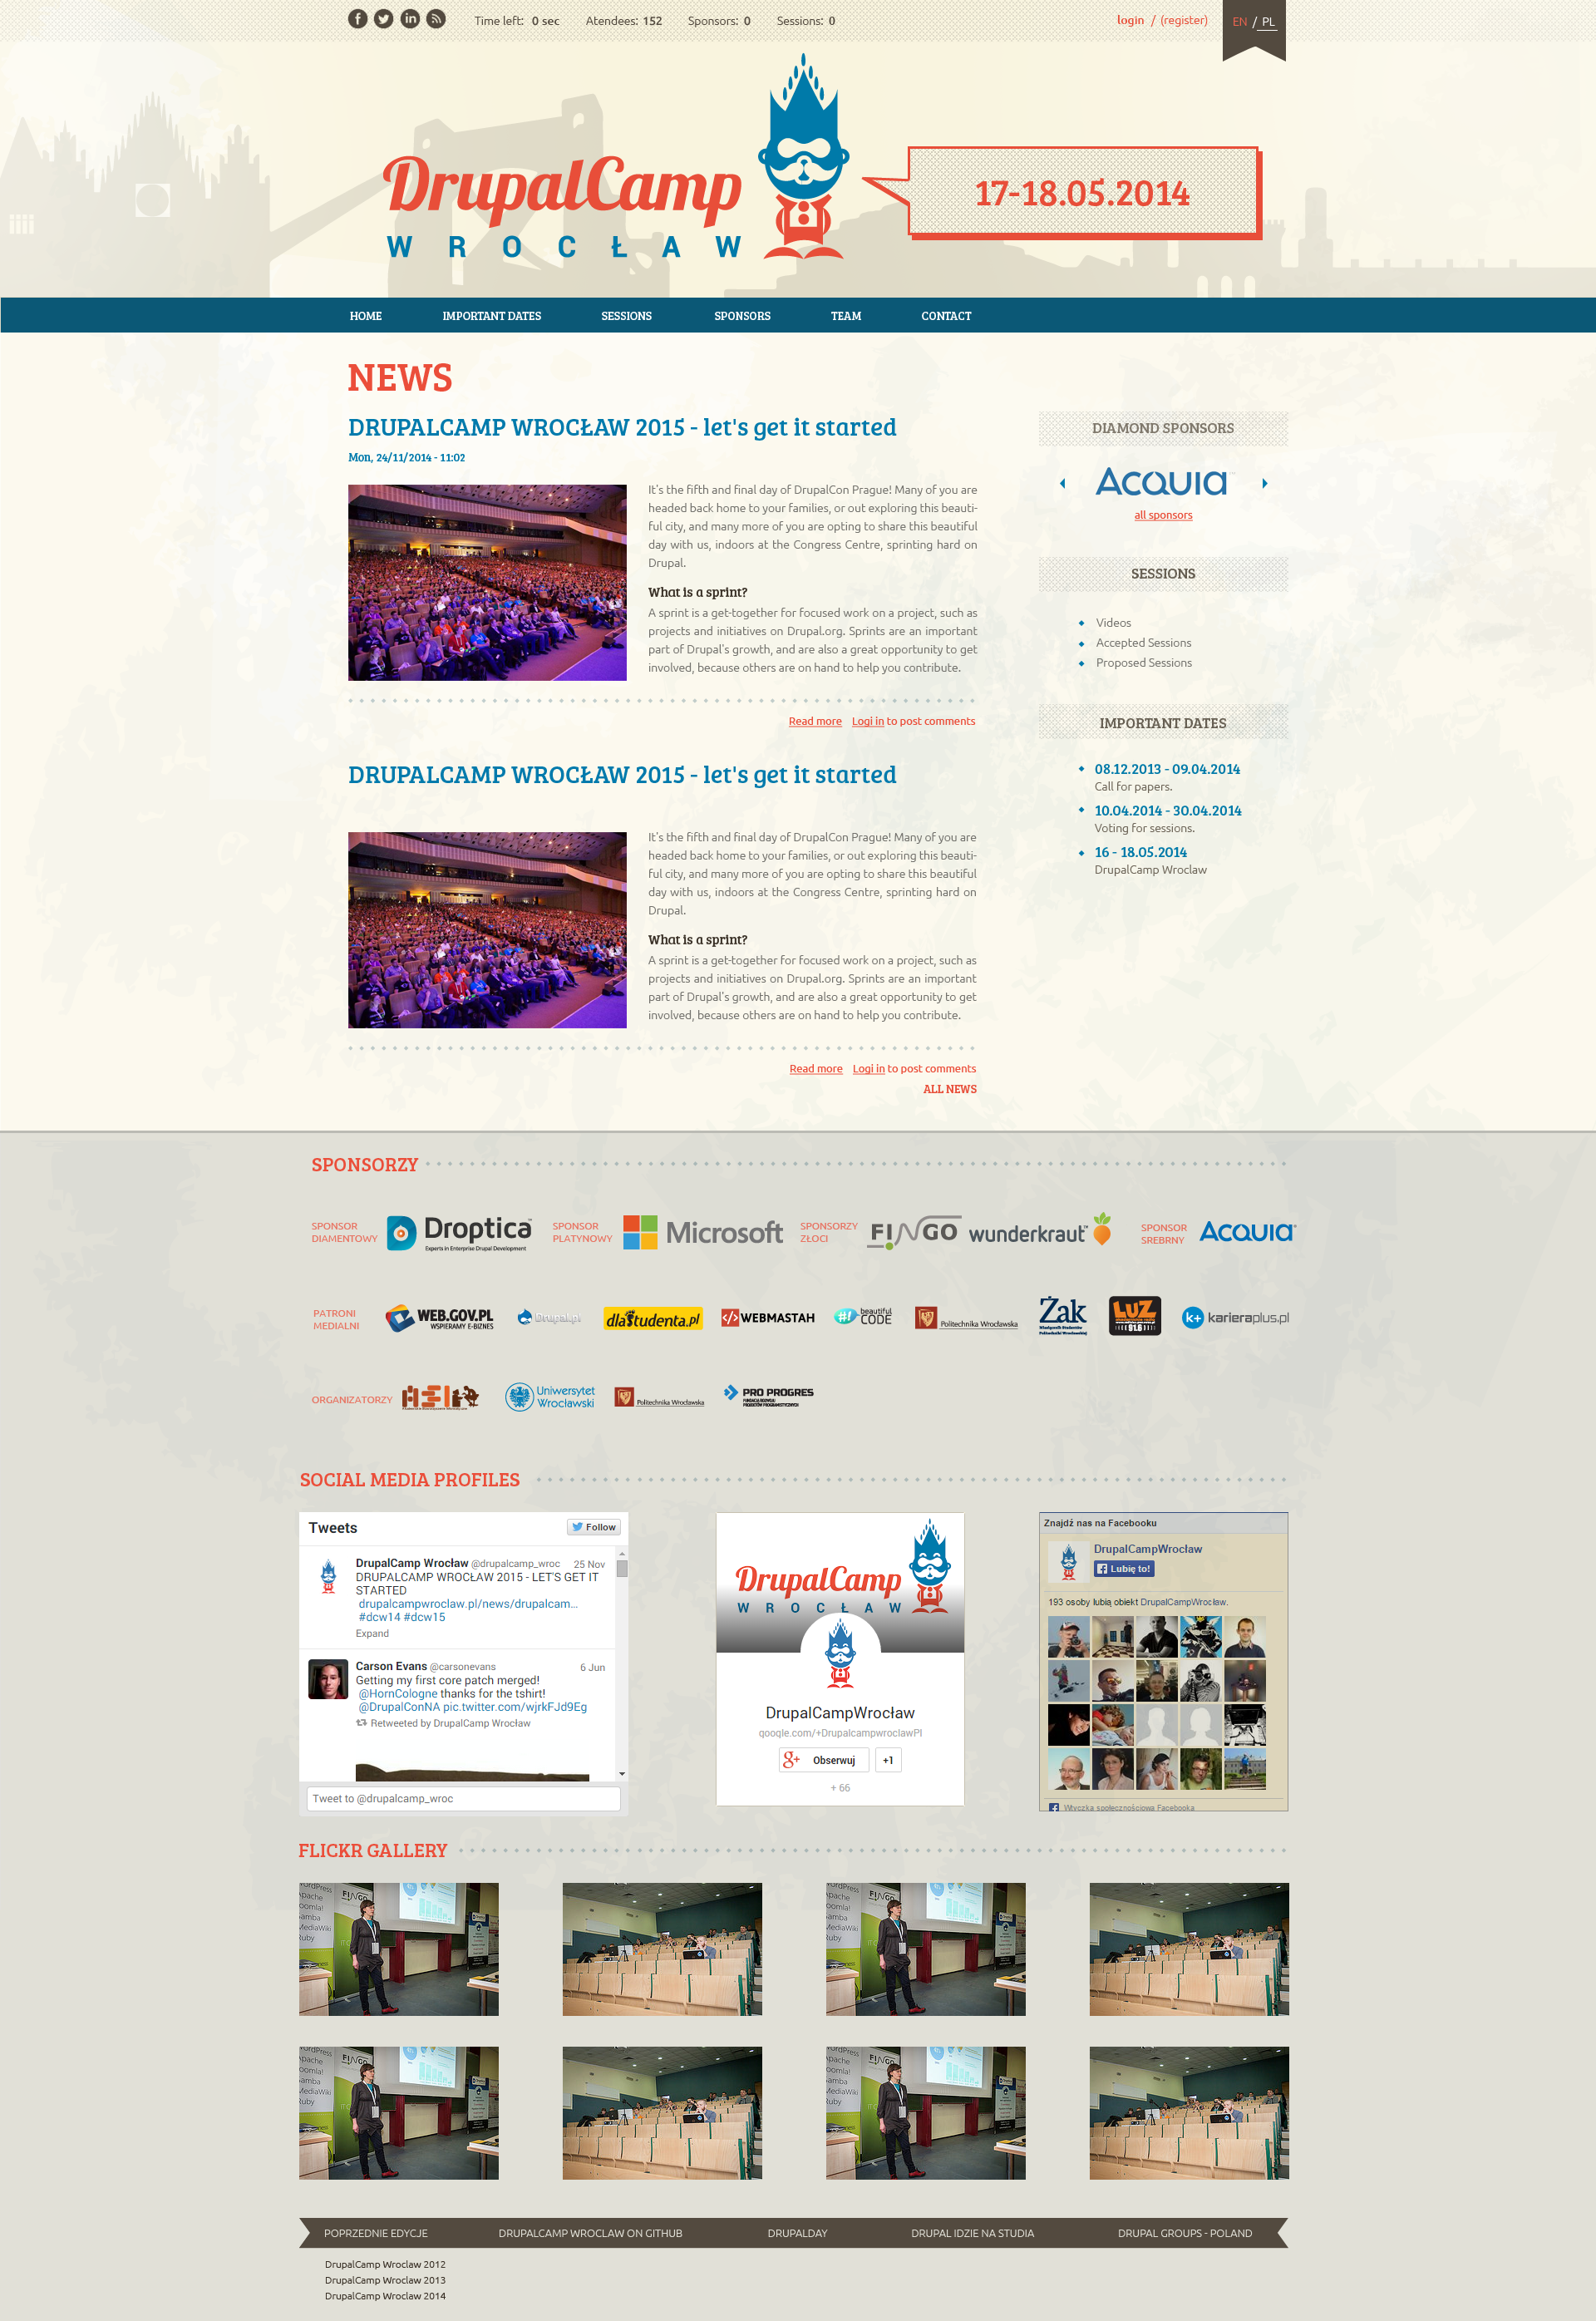 Time left: 0 sec Atendees: 152 Sponsors: 0 Sessions: 0
login / (register)
EN / PL
DrupalCamp
WROCŁAW
17-18.05.2014
HOME IMPORTANT DATES SESSIONS SPONSORS TEAM CONTACT
NEWS
DRUPALCAMP WROCŁAW 2015 - let's get it started
Mon, 24/11/2014 - 11:02
It's the fifth and final day of DrupalCon Prague! Many of you are
headed back home to your families, or out exploring this beauti-
ful city, and many more of you are opting to share this beautiful
day with us, indoors at the Congress Centre, sprinting hard on
Drupal.
What is a sprint?
A sprint is a get-together for focused work on a project, such as
projects and initiatives on Drupal.org. Sprints are an important
part of Drupal's growth, and are also a great opportunity to get
involved, because others are on hand to help you contribute.
Read more Logi in to post comments
DRUPALCAMP WROCŁAW 2015 - let's get it started
It's the fifth and final day of DrupalCon Prague! Many of you are
headed back home to your families, or out exploring this beauti-
ful city, and many more of you are opting to share this beautiful
day with us, indoors at the Congress Centre, sprinting hard on
Drupal.
What is a sprint?
A sprint is a get-together for focused work on a project, such as
projects and initiatives on Drupal.org. Sprints are an important
part of Drupal's growth, and are also a great opportunity to get
involved, because others are on hand to help you contribute.
Read more Logi in to post comments
ALL NEWS
DIAMOND SPONSORS
ACQUIA
all sponsors
SESSIONS
Videos
Accepted Sessions
Proposed Sessions
IMPORTANT DATES
08.12.2013 - 09.04.2014
Call for papers.
10.04.2014 - 30.04.2014
Voting for sessions.
16 - 18.05.2014
DrupalCamp Wroclaw
SPONSORZY
SPONSOR
DIAMENTOWY
Droptica
Experts in Enterprise Drupal Development
SPONSOR
PLATYNOWY
Microsoft
SPONSORZY
ZŁOCI
FINGO
wunderkraut
SPONSOR
SREBRNY
ACQUIA
PATRONI
MEDIALNI
WEB.GOV.PL
WSPIERAMY E-BIZNES
Drupal.pl
dlaStudenta.pl
WEBMASTAH
beautiful
CODE
Politechnika Wrocławska
Żak
LUZ
91.6
k+ karieraplus.pl
ORGANIZATORZY
Uniwersytet
Wrocławski
Politechnika Wrocławska
PRO PROGRES
SOCIAL MEDIA PROFILES
Tweets
Follow
DrupalCamp Wrocław @drupalcamp_wroc 25 Nov
DRUPALCAMP WROCŁAW 2015 - LET'S GET IT
STARTED
drupalcampwroclaw.pl/news/drupalcam...
#dcw14 #dcw15
Expand
Carson Evans @carsonevans 6 Jun
Getting my first core patch merged!
@HornCologne thanks for the tshirt!
@DrupalConNA pic.twitter.com/wjrkFJd9Eg
Retweeted by DrupalCamp Wrocław
Tweet to @drupalcamp_wroc
DrupalCamp
WROCŁAW
DrupalCampWrocław
google.com/+DrupalcampwroclawPl
g+ Obserwuj +1
+ 66
Znajdź nas na Facebooku
DrupalCampWrocław
Lubię to!
193 osoby lubią obiekt DrupalCampWrocław.
Wtyczka społecznościowa Facebooka
FLICKR GALLERY
POPRZEDNIE EDYCJE DRUPALCAMP WROCLAW ON GITHUB DRUPALDAY DRUPAL IDZIE NA STUDIA DRUPAL GROUPS - POLAND
DrupalCamp Wroclaw 2012
DrupalCamp Wroclaw 2013
DrupalCamp Wroclaw 2014